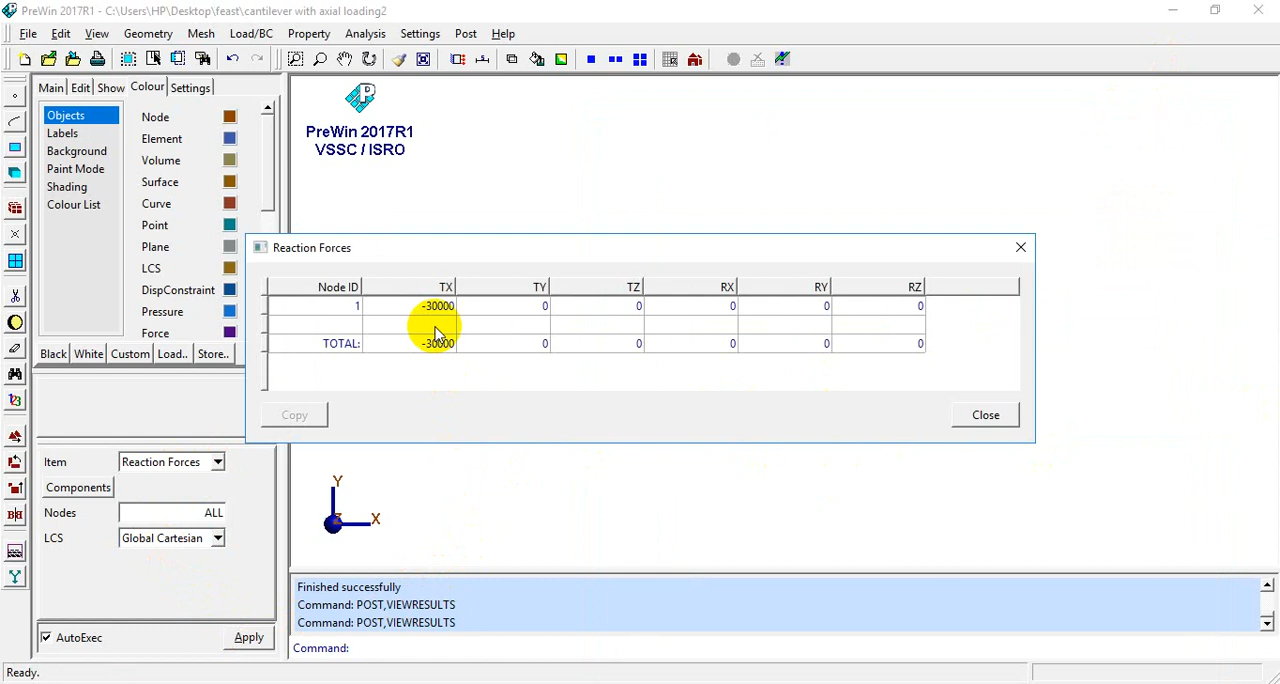 PreWin 2017R1 - C:\Users\HP\Desktop\feast\cantilever with axial loading2
File Edit View Geometry Mesh Load/BC Property Analysis Settings Post Help
Main Edit Show Colour Settings
Objects
Labels
Background
Paint Mode
Shading
Colour List
Node
Element
Volume
Surface
Curve
Point
Plane
LCS
DispConstraint
Pressure
Force
Black White Custom Load.. Store..
P
PreWin 2017R1
VSSC / ISRO
Reaction Forces
Node ID TX TY TZ RX RY RZ
1 -30000 0 0 0 0 0
TOTAL: -30000 0 0 0 0 0
Copy Close
Item Reaction Forces
Components
Nodes ALL
LCS Global Cartesian
AutoExec Apply
Y
Z
X
Finished successfully
Command: POST,VIEWRESULTS
Command: POST,VIEWRESULTS
Command:
Ready.